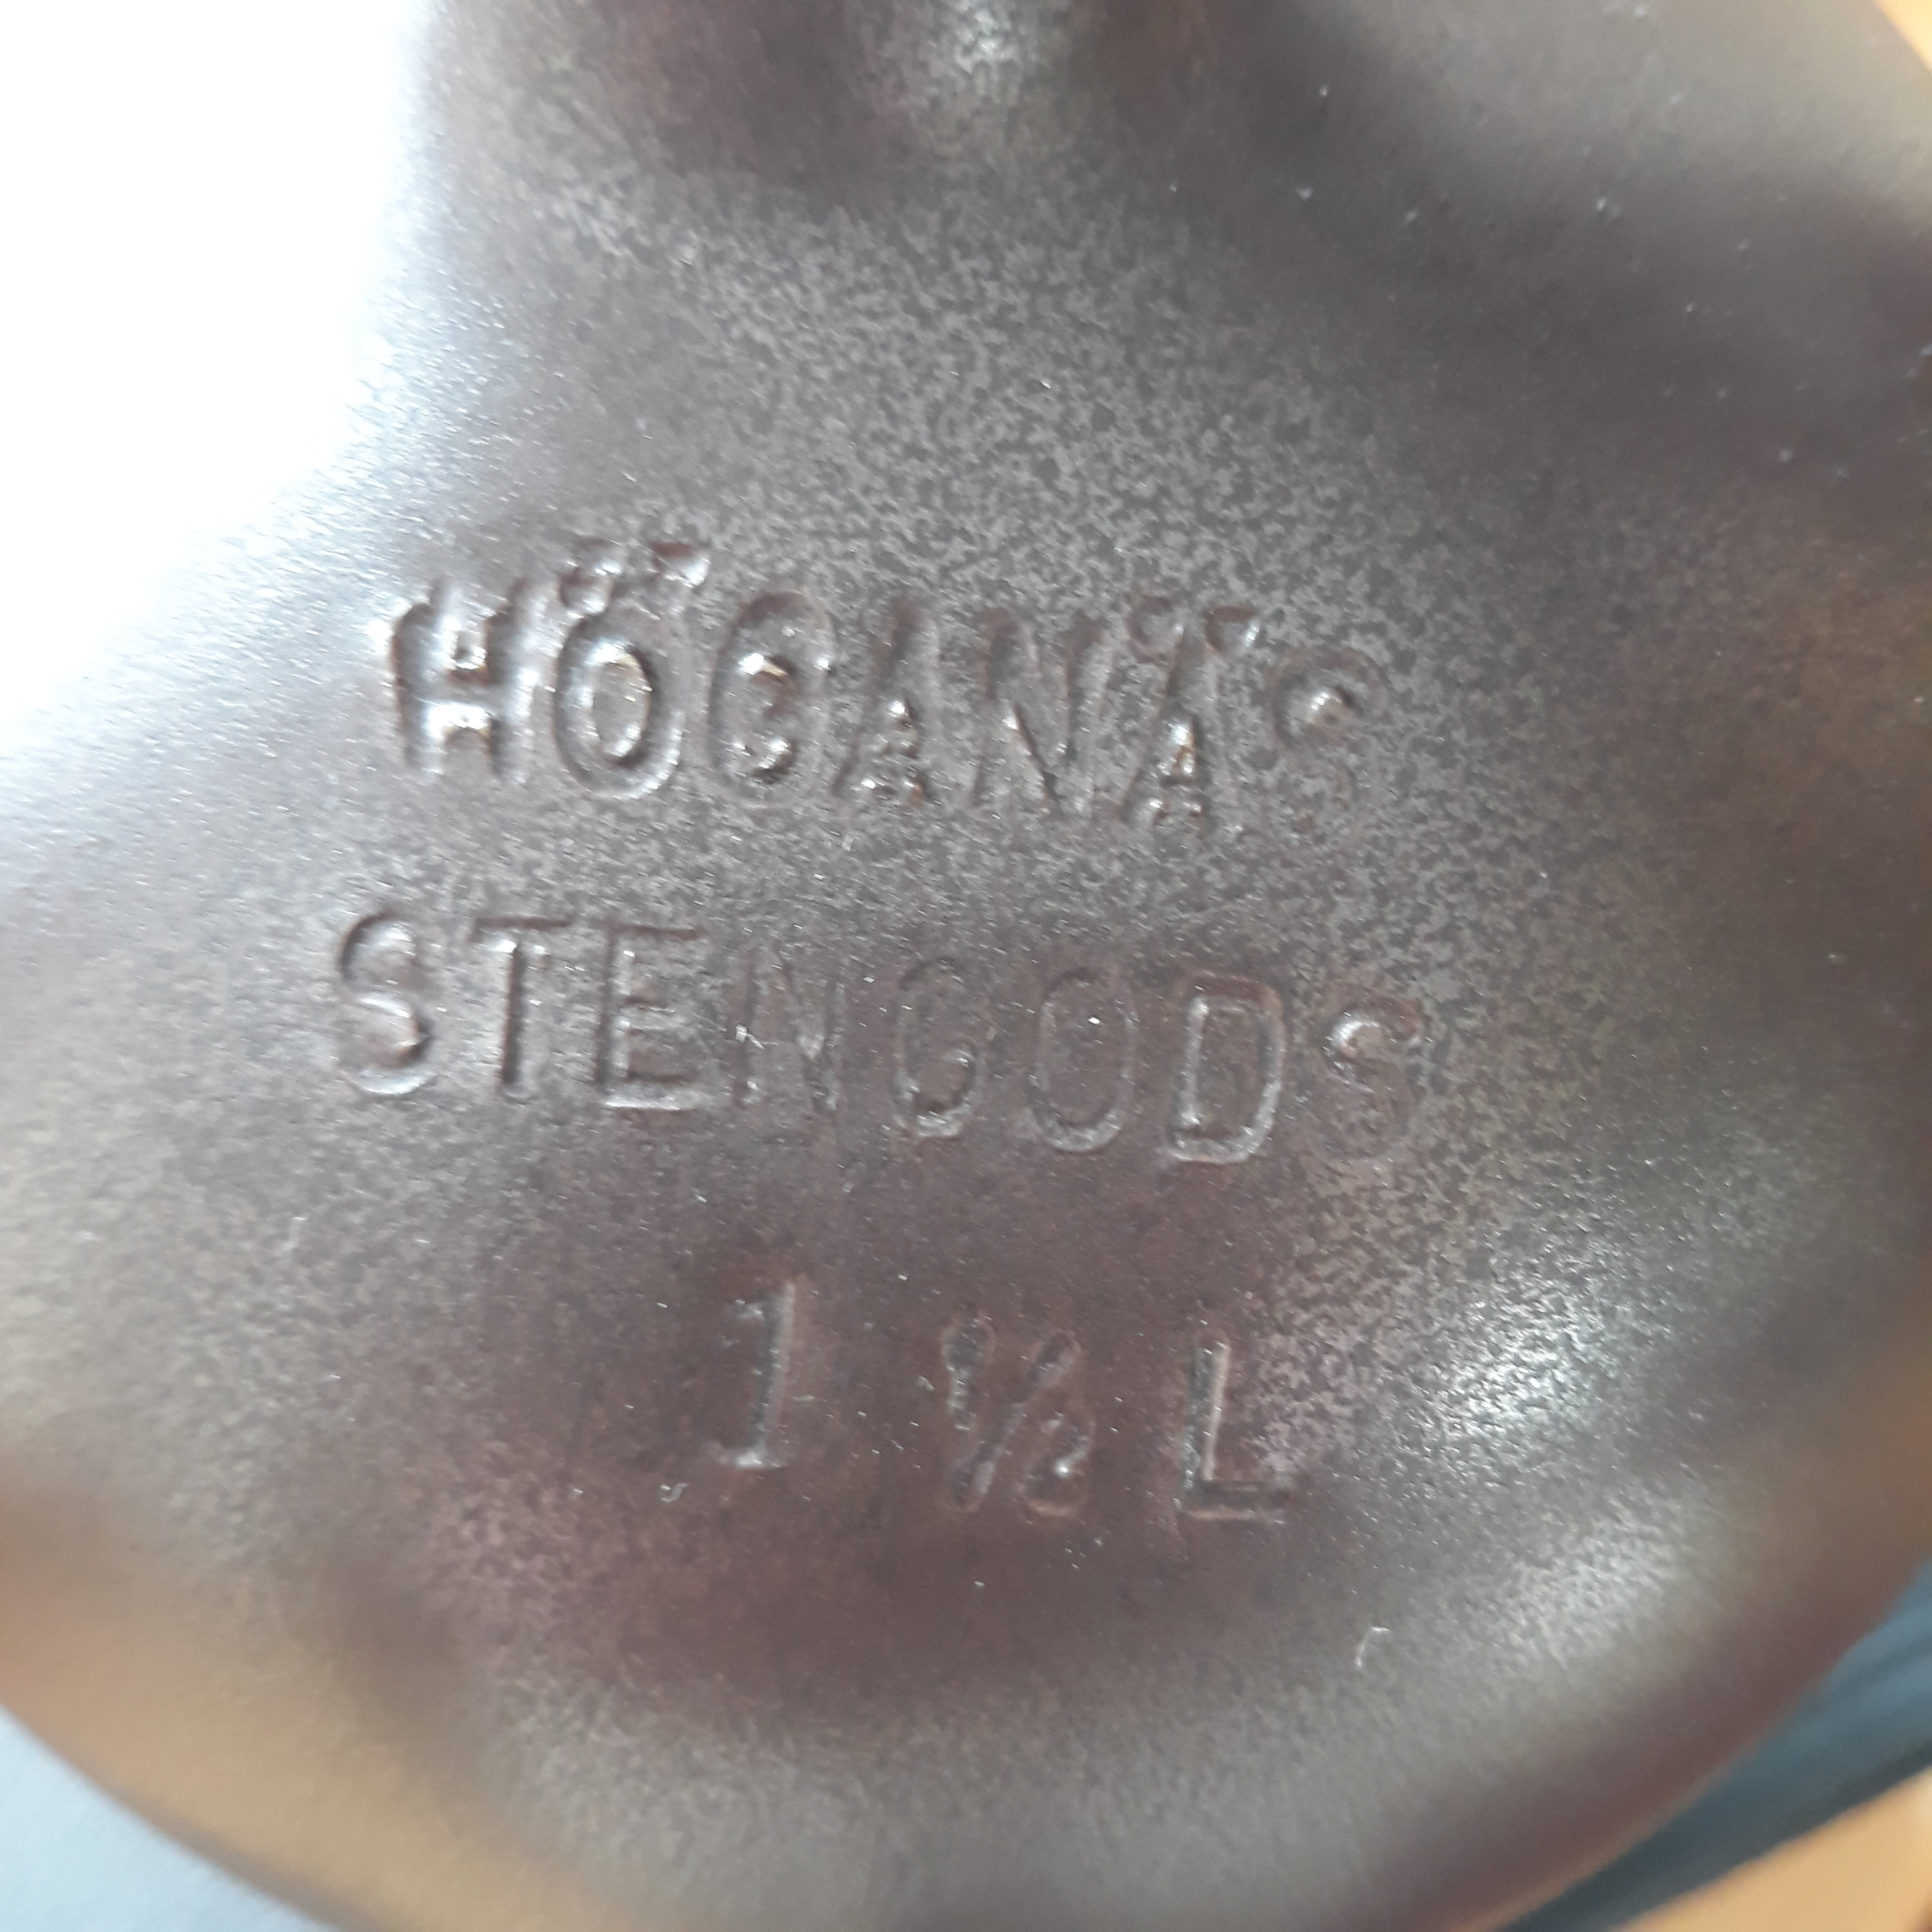 HÖGANÄS
STENGODS
1 ½ L